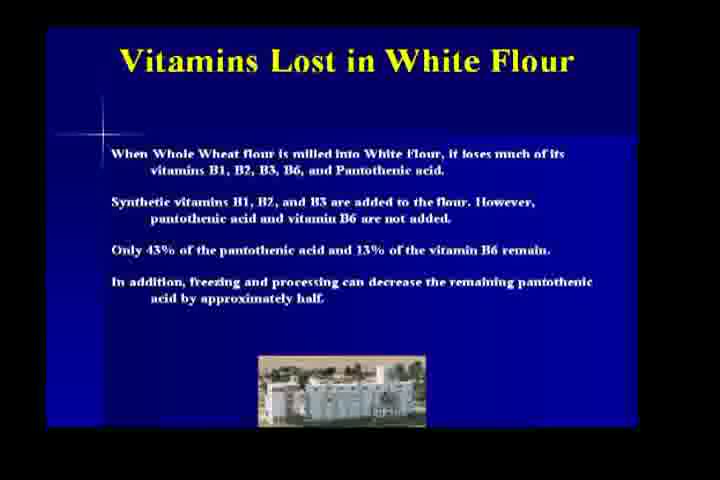 Vitamins Lost in White Flour
When Whole Wheat flour is milled into White Flour, it loses much of its
vitamins B1, B2, B3, B6, and Pantothenic acid.
Synthetic vitamins B1, B2, and B3 are added to the flour. However,
pantothenic acid and vitamin B6 are not added.
Only 43% of the pantothenic acid and 13% of the vitamin B6 remain.
In addition, freezing and processing can decrease the remaining pantothenic
acid by approximately half.